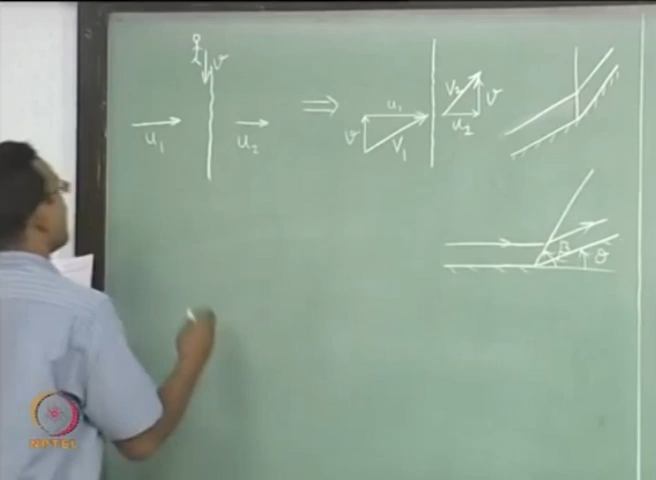 v
u₁
u₂
⇒
v
u₁
V₁
V₂
v
u₂
β
θ
NPTEL